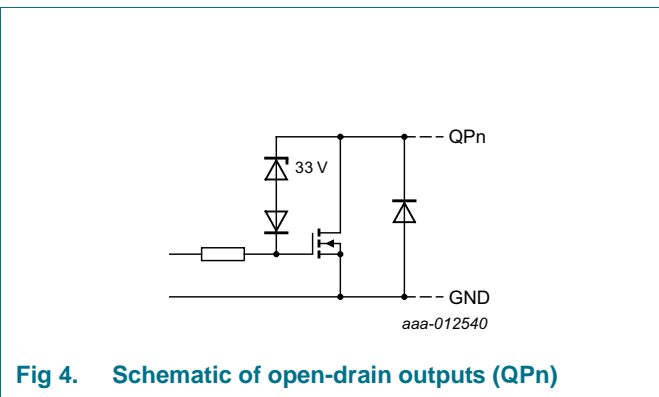 QPn
33 V
GND
aaa-012540
Fig 4. Schematic of open-drain outputs (QPn)